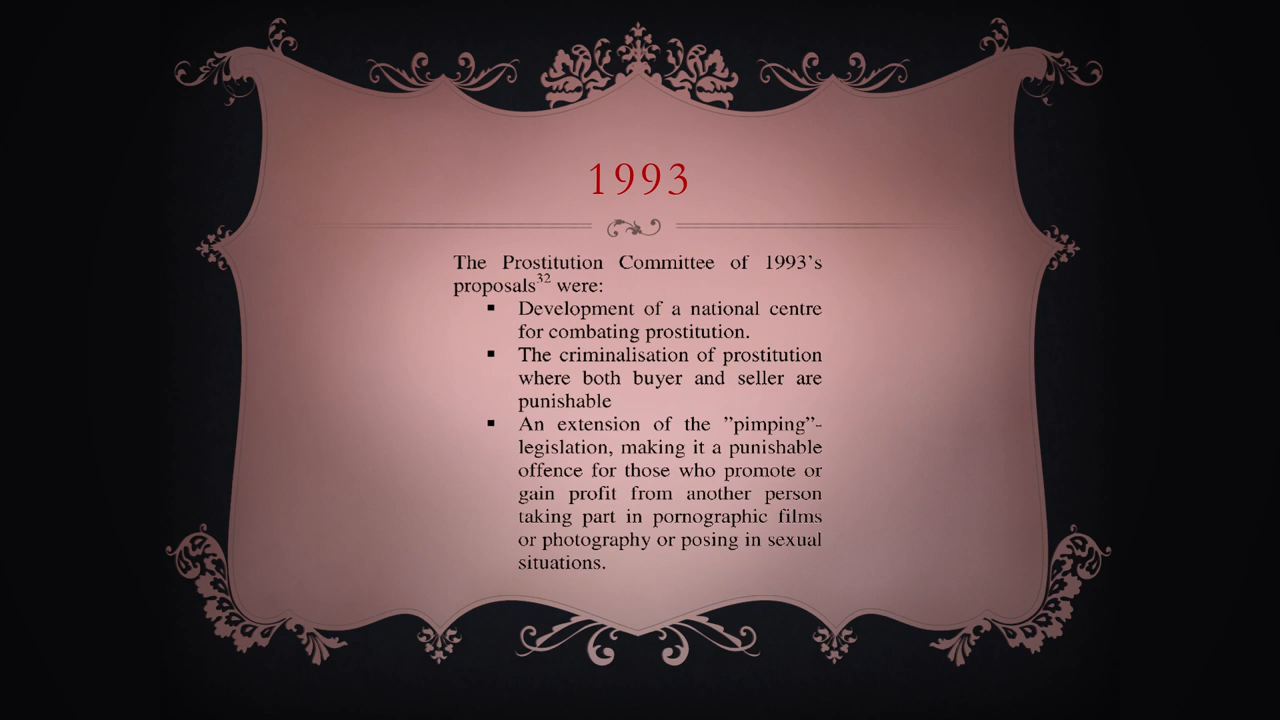 1993
The Prostitution Committee of 1993's
proposals32 were:
▪ Development of a national centre
for combating prostitution.
▪ The criminalisation of prostitution
where both buyer and seller are
punishable
▪ An extension of the ”pimping”-
legislation, making it a punishable
offence for those who promote or
gain profit from another person
taking part in pornographic films
or photography or posing in sexual
situations.